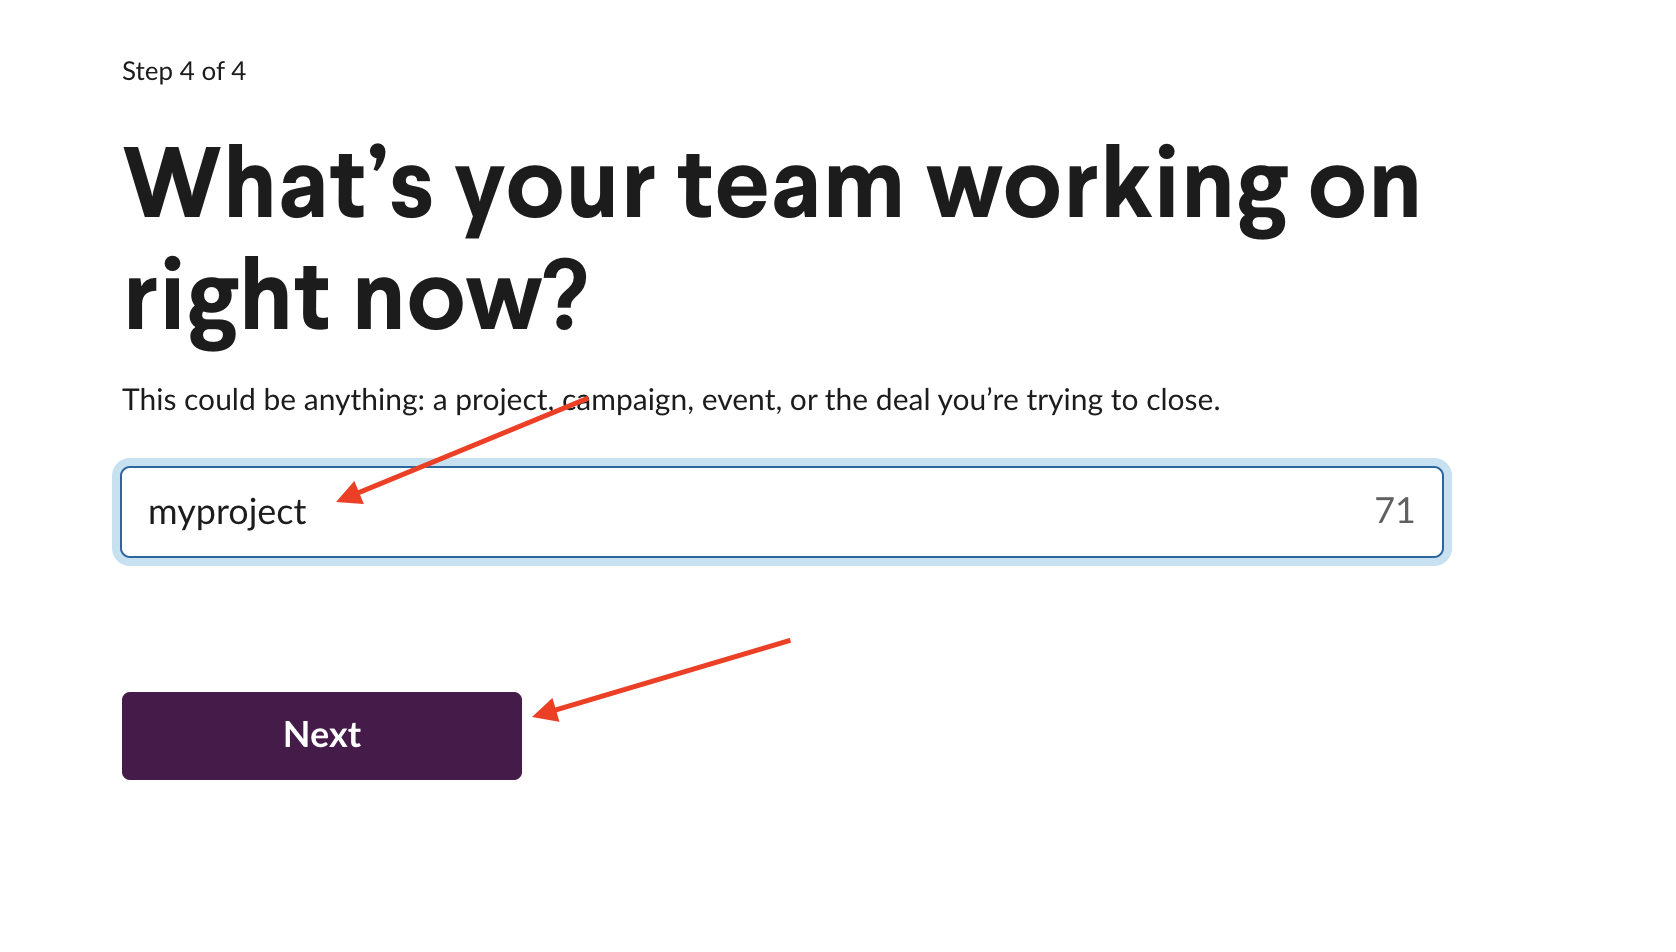 Step 4 of 4
What’s your team working on
right now?
This could be anything: a project, campaign, event, or the deal you’re trying to close.
myproject 71
Next